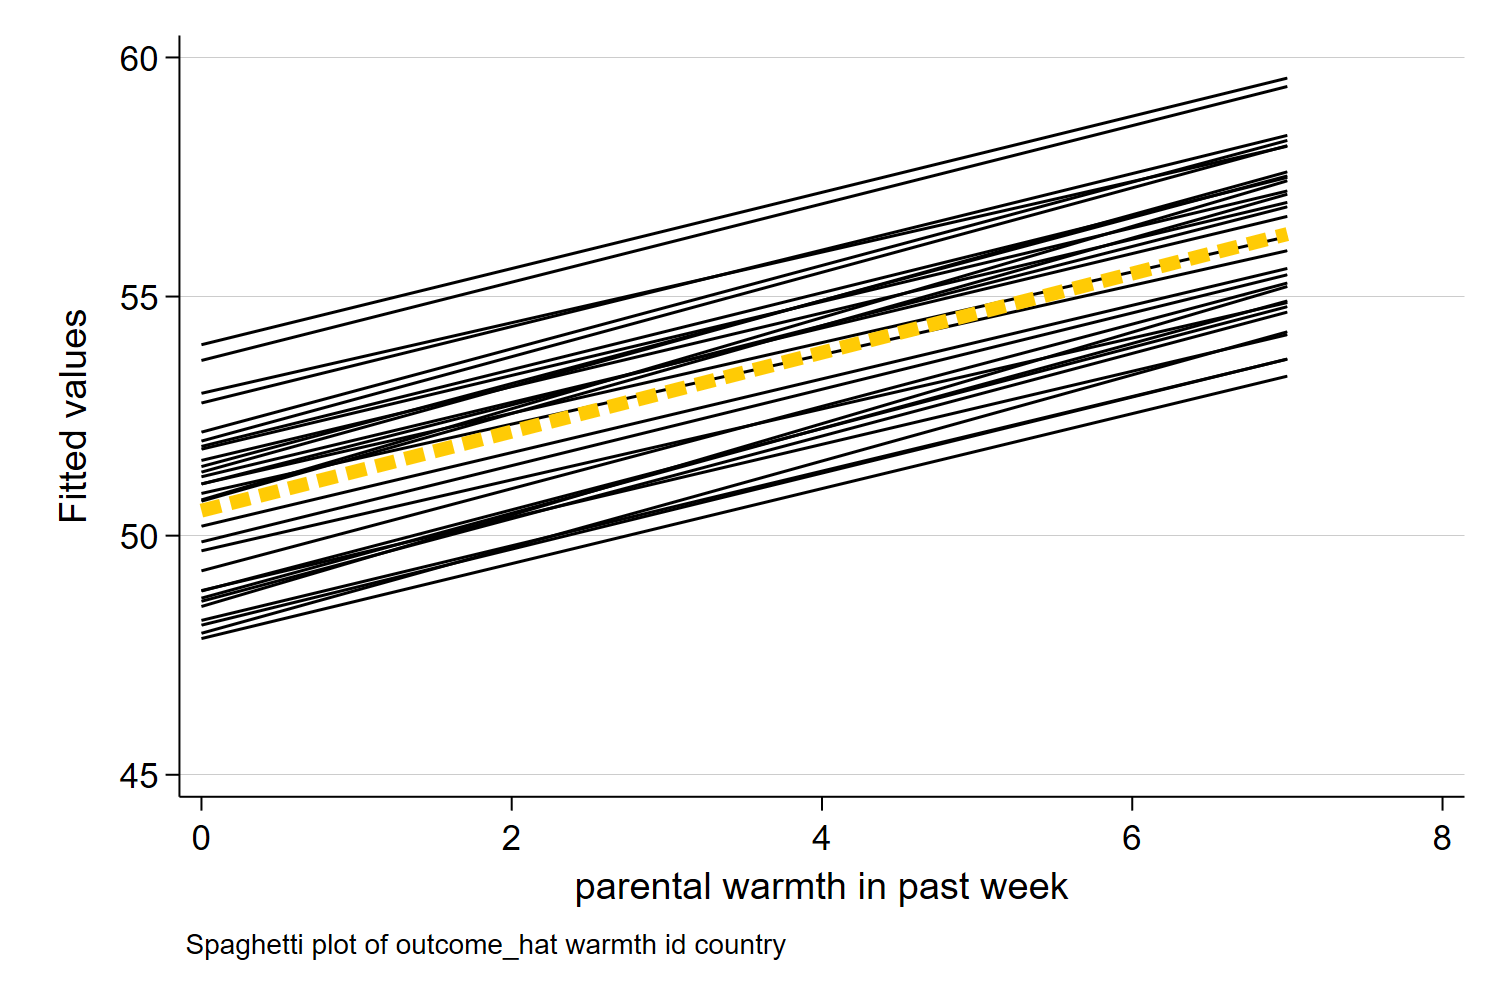 60
55
50
45
Fitted values
0 2 4 6 8
parental warmth in past week
Spaghetti plot of outcome_hat warmth id country